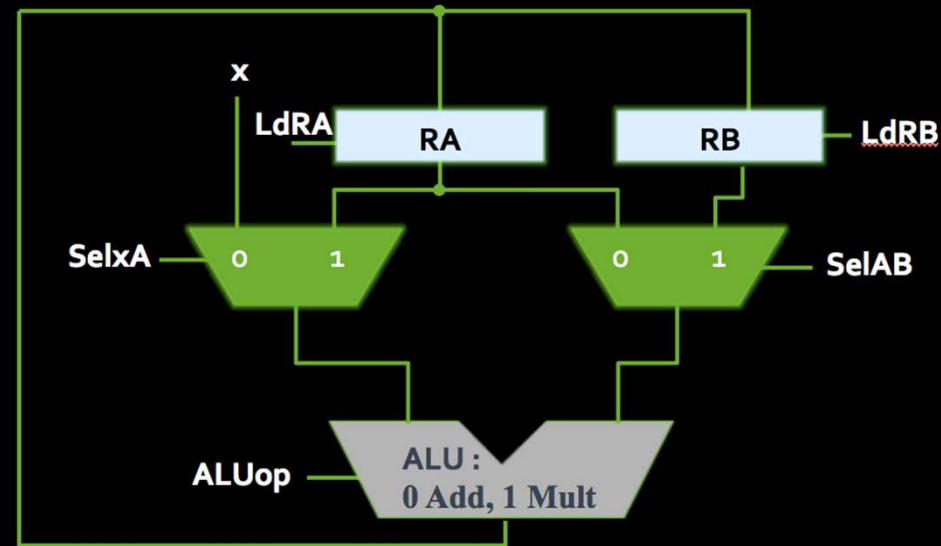 x
LdRA
RA
RB
LdRB
SelxA
0
1
0
1
SelAB
ALUop
ALU :
0 Add, 1 Mult